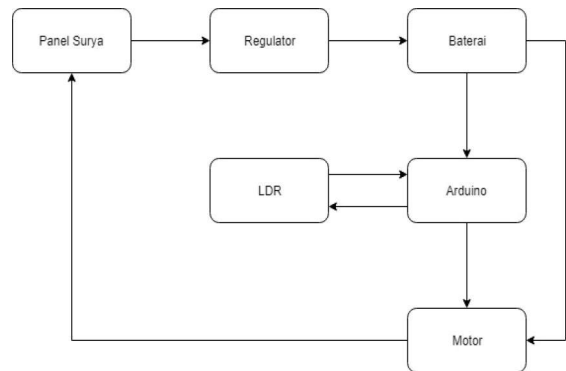 Panel Surya
Regulator
Baterai
LDR
Arduino
Motor